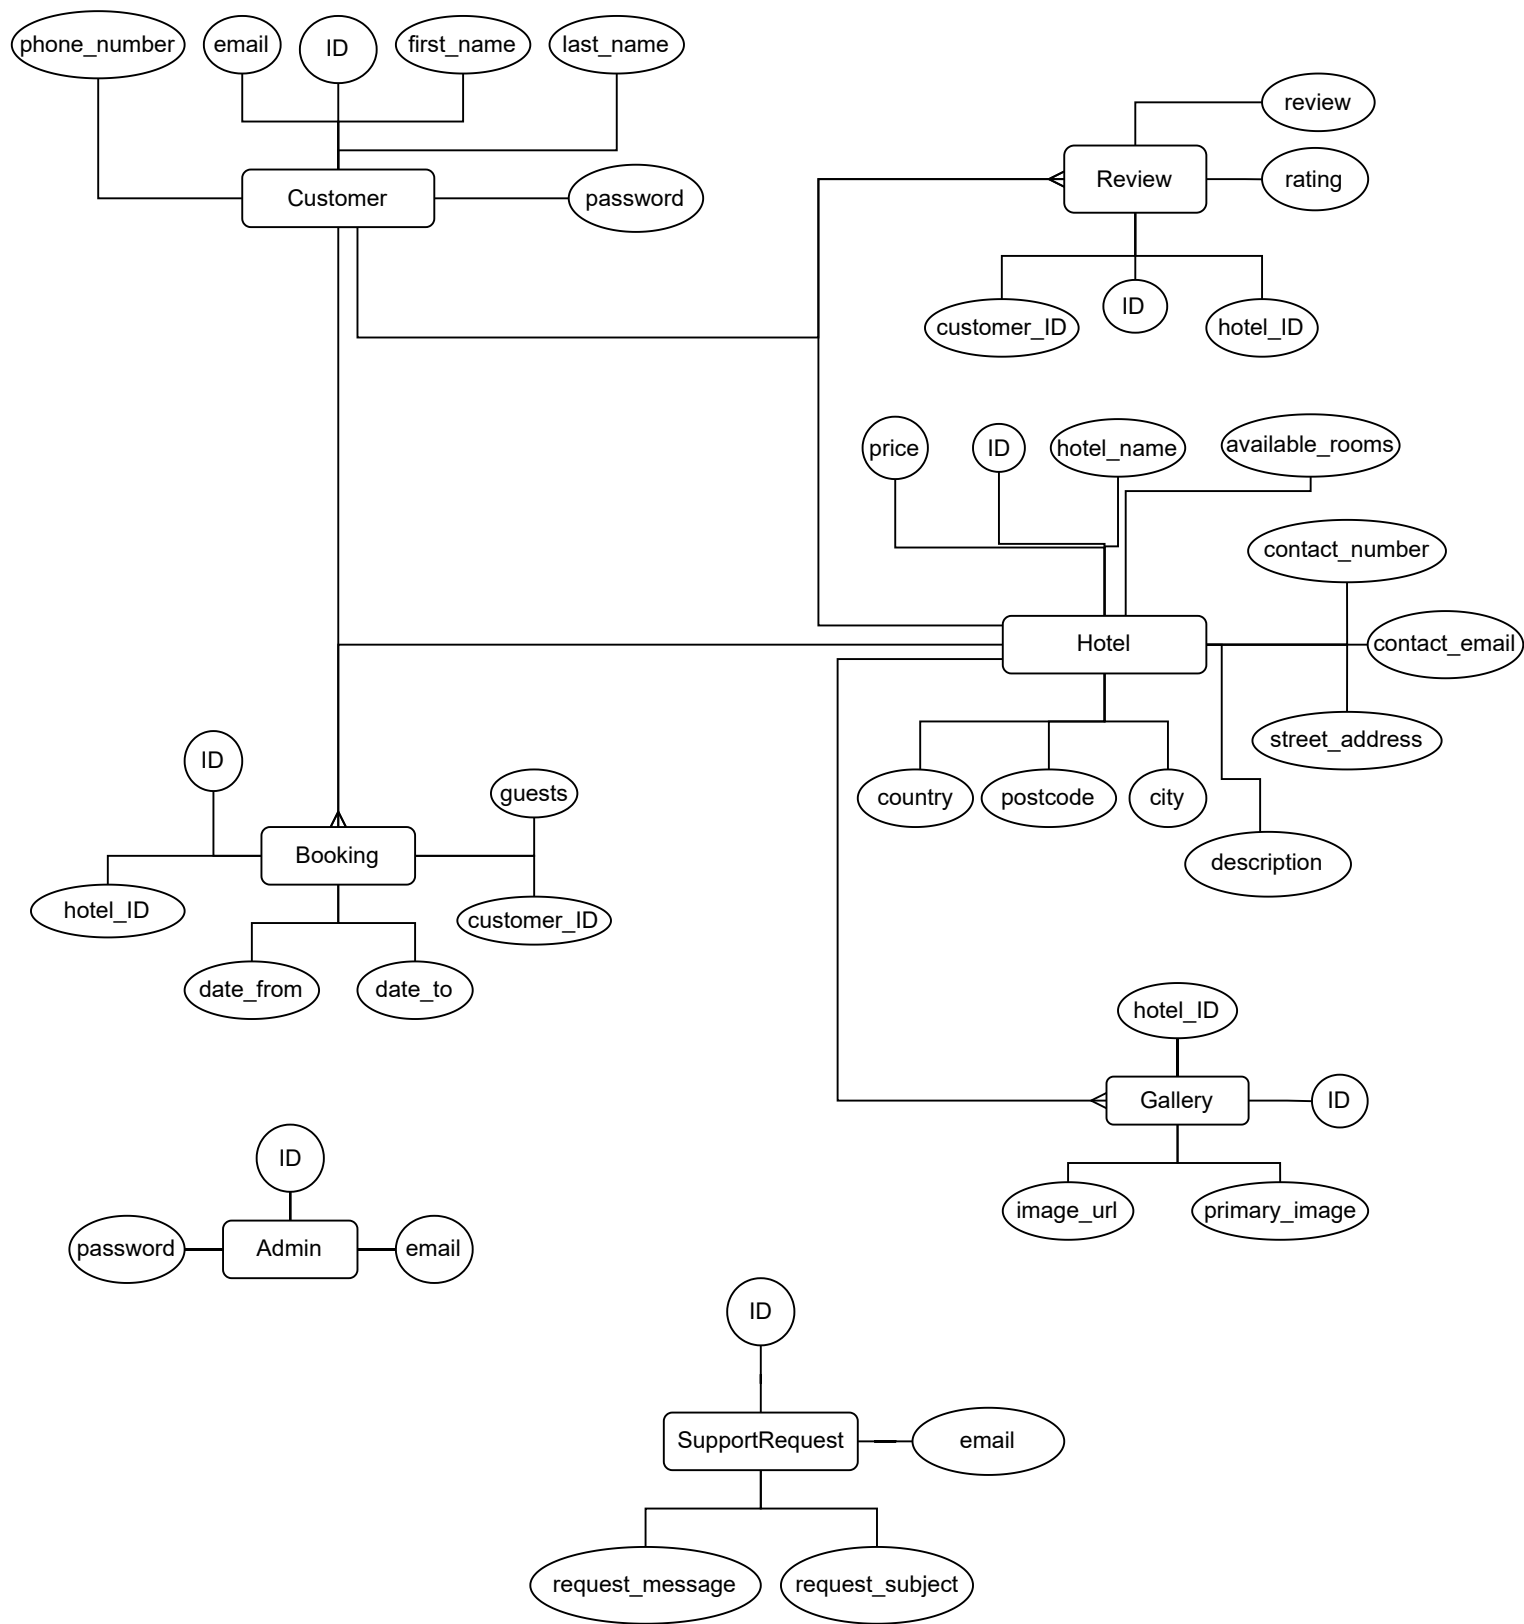 phone_number
email
ID
first_name
last_name
Customer
password
review
Review
rating
customer_ID
ID
hotel_ID
price
ID
hotel_name
available_rooms
contact_number
Hotel
contact_email
street_address
country
postcode
city
description
ID
guests
Booking
hotel_ID
customer_ID
date_from
date_to
hotel_ID
Gallery
ID
image_url
primary_image
ID
password
Admin
email
ID
SupportRequest
email
request_message
request_subject